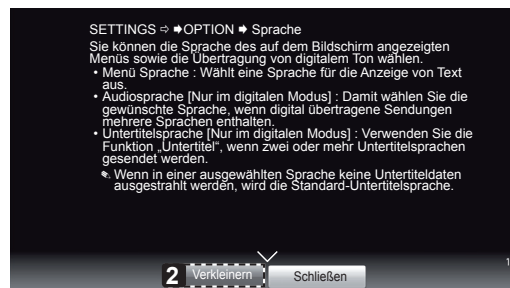 SETTINGS ⇨ ➧OPTION ➧ Sprache
Sie können die Sprache des auf dem Bildschirm angezeigten
Menüs sowie die Übertragung von digitalem Ton wählen.
• Menü Sprache : Wählt eine Sprache für die Anzeige von Text
aus.
• Audiosprache [Nur im digitalen Modus] : Damit wählen Sie die
gewünschte Sprache, wenn digital übertragene Sendungen
mehrere Sprachen enthalten.
• Untertitelsprache [Nur im digitalen Modus] : Verwenden Sie die
Funktion „Untertitel“, wenn zwei oder mehr Untertitelsprachen
gesendet werden.
✎ Wenn in einer ausgewählten Sprache keine Untertiteldaten
ausgestrahlt werden, wird die Standard-Untertitelsprache.
1
2 Verkleinern Schließen